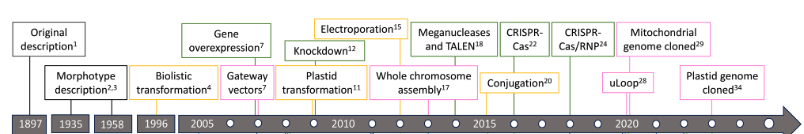 Original
description1
Gene
overexpression7
Electroporation15
Knockdown12
Meganucleases
and TALEN18
CRISPR-
Cas22
CRISPR-
Cas/RNP24
Mitochondrial
genome cloned29
Morphotype
description2,3
Biolistic
transformation4
Gateway
vectors7
Plastid
transformation11
Whole chromosome
assembly17
Conjugation20
uLoop28
Plastid genome
cloned34
1897 1935 1958 1996 2005 2010 2015 2020